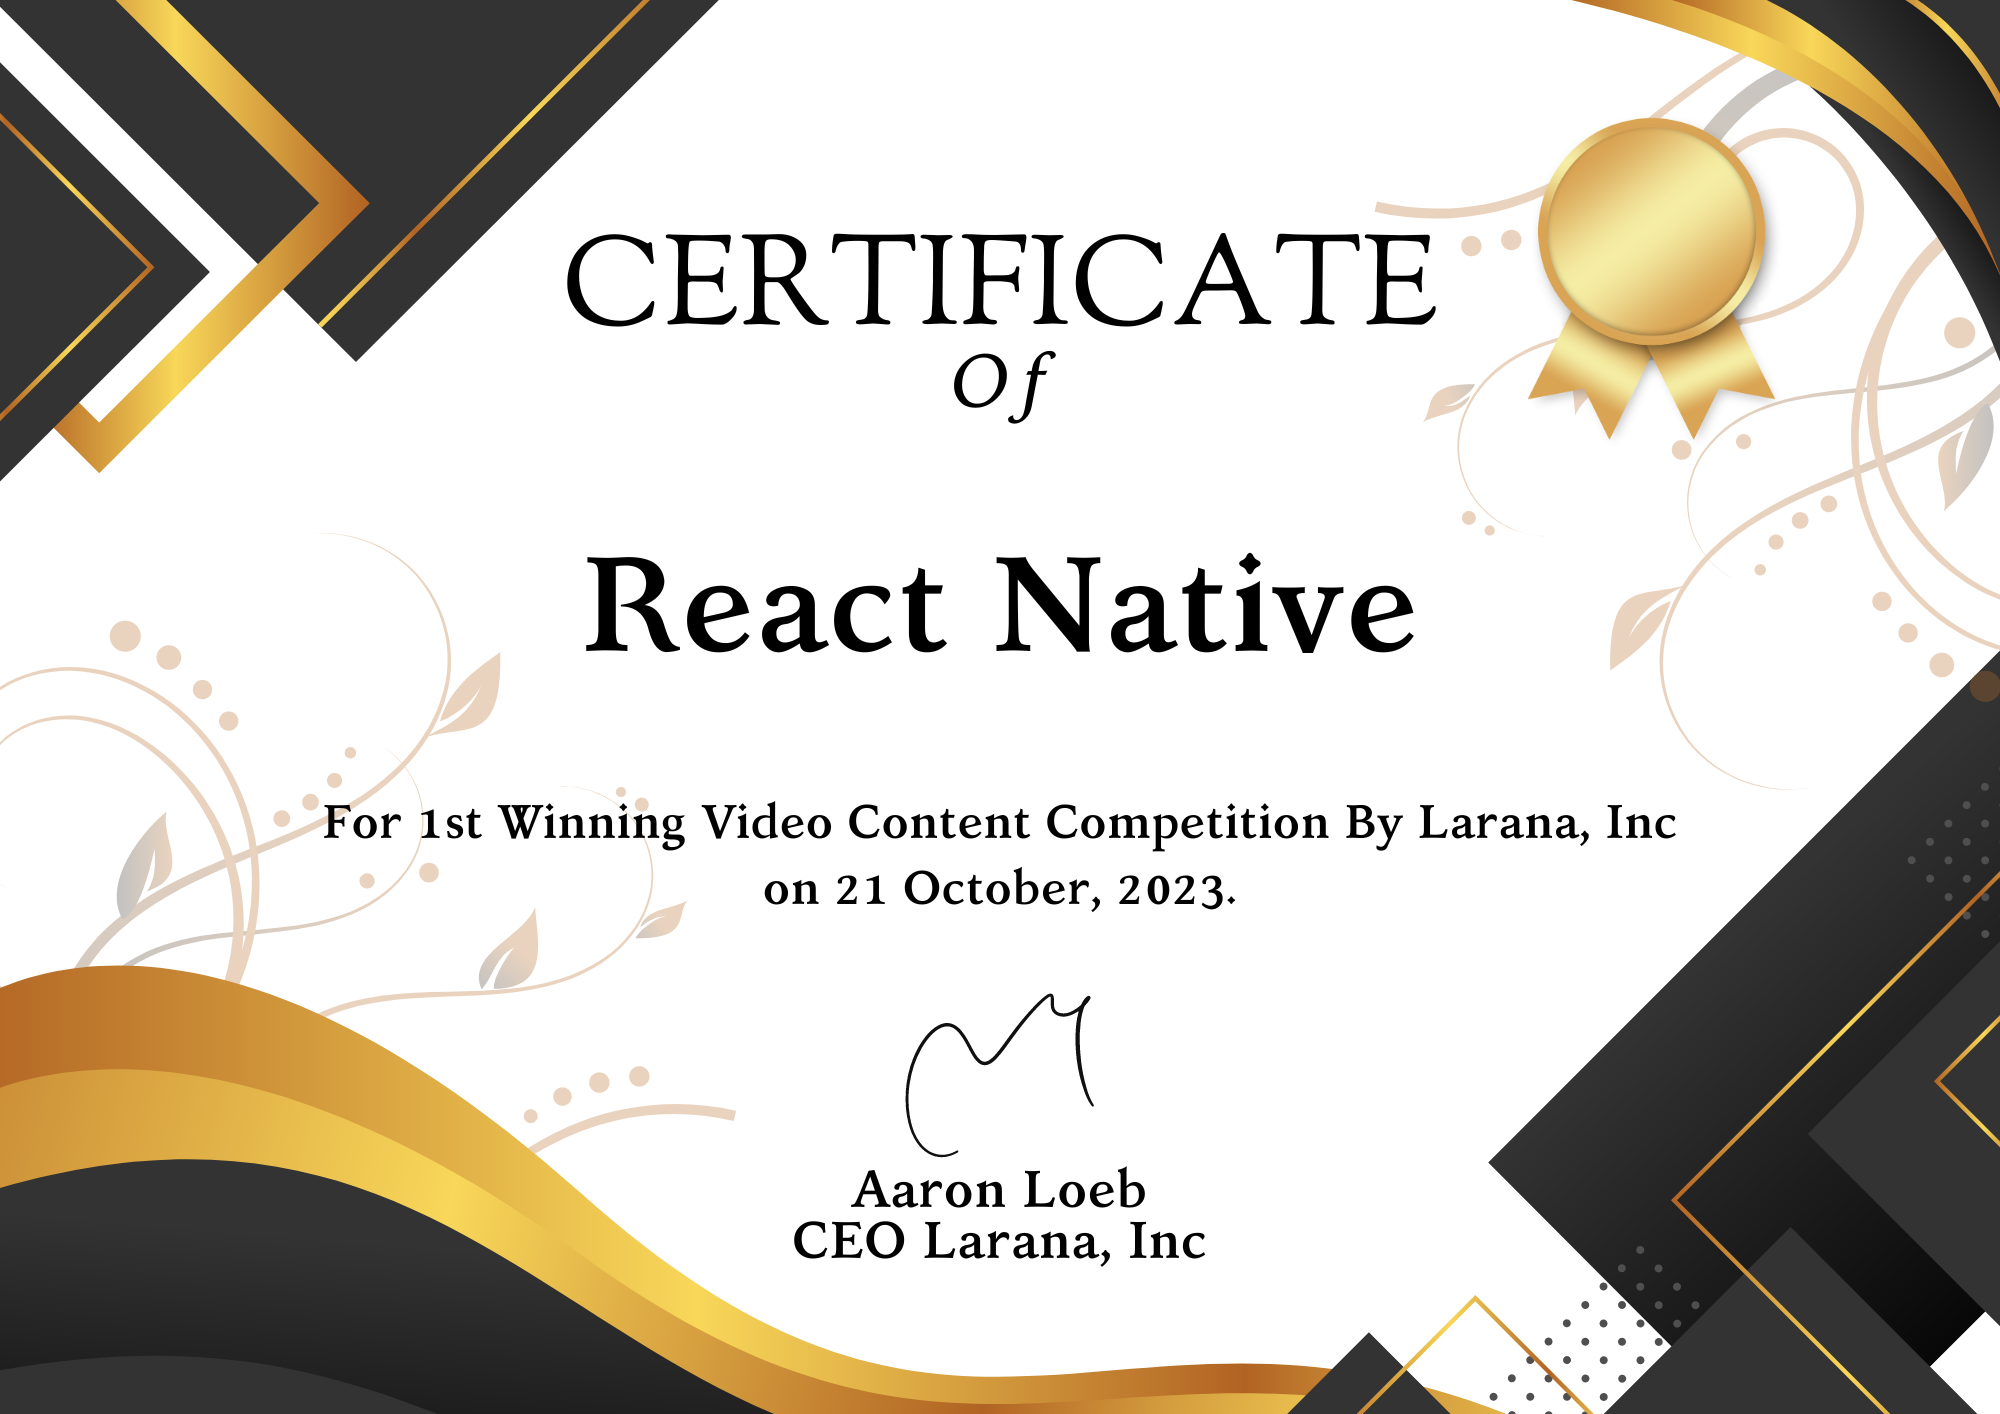 CERTIFICATE
Of
React Native
For 1st Winning Video Content Competition By Larana, Inc
on 21 October, 2023.
Aaron Loeb
CEO Larana, Inc